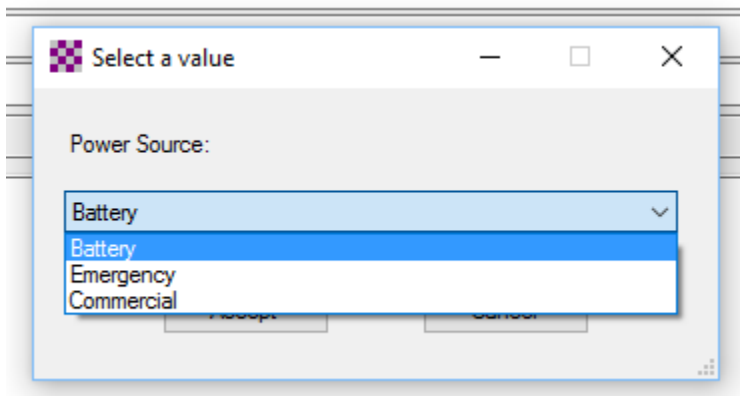 Select a value
Power Source:
Battery
Battery
Emergency
Commercial